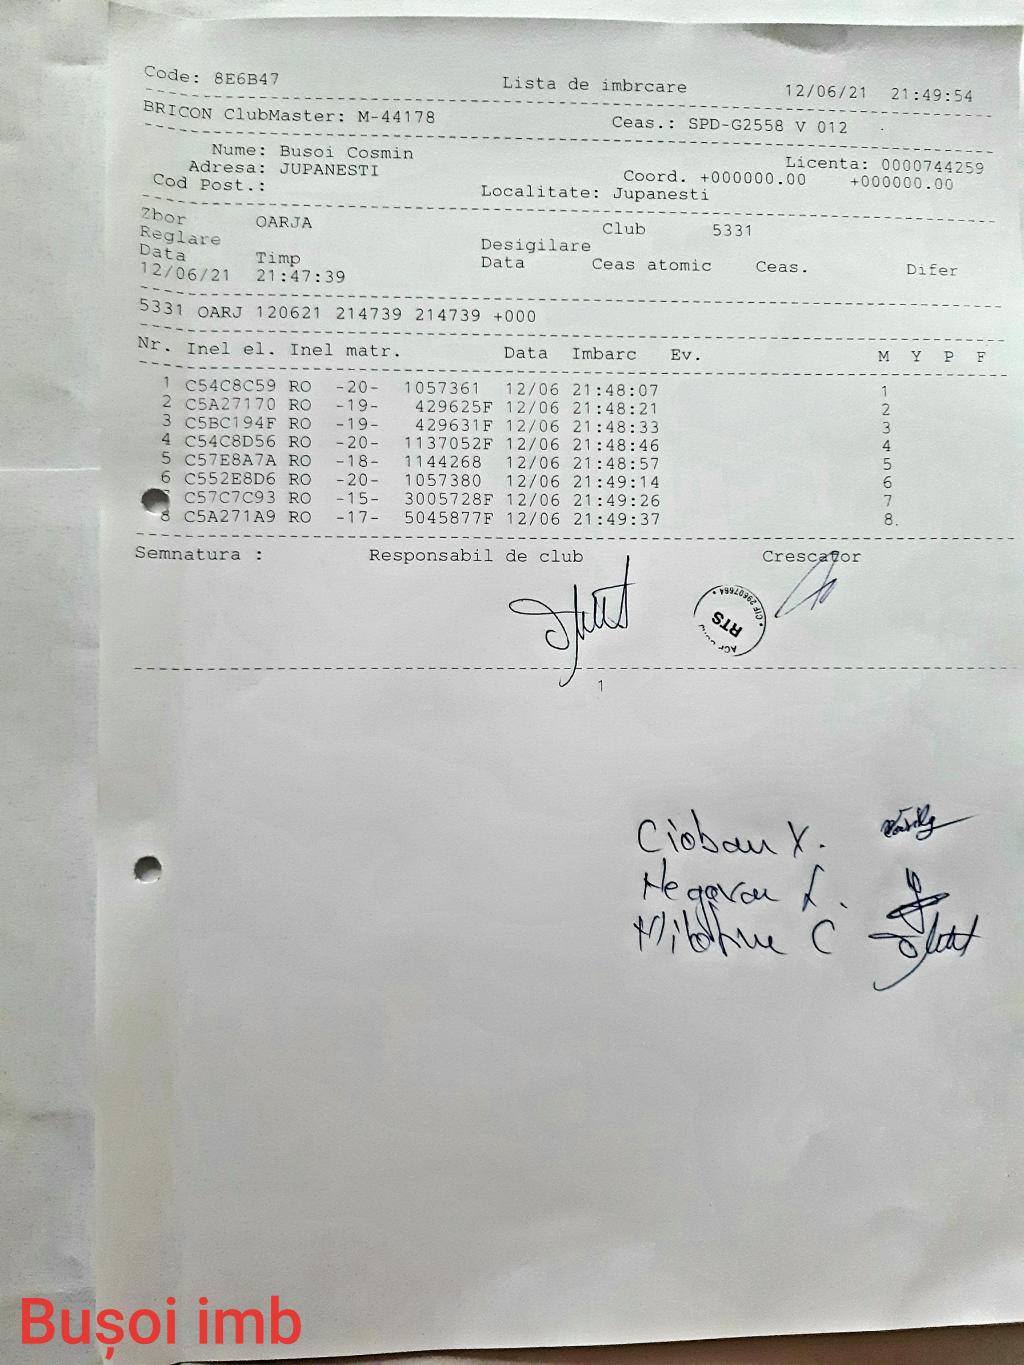 Code: 8E6B47 Lista de imbrcare 12/06/21 21:49:54
BRICON ClubMaster: M-44178 Ceas.: SPD-G2558 V 012
Nume: Busoi Cosmin Licenta: 0000744259
Adresa: JUPANESTI Coord. +000000.00 +000000.00
Cod Post.: Localitate: Jupanesti
Zbor OARJA Club 5331
Reglare Desigilare
Data Timp Data Ceas atomic Ceas. Difer
12/06/21 21:47:39
5331 OARJ 120621 214739 214739 +000
Nr. Inel el. Inel matr. Data Imbarc Ev. M Y P F
1 C54C8C59 RO -20- 1057361 12/06 21:48:07 1
2 C5A27170 RO -19- 429625F 12/06 21:48:21 2
3 C5BC194F RO -19- 429631F 12/06 21:48:33 3
4 C54C8D56 RO -20- 1137052F 12/06 21:48:46 4
5 C57E8A7A RO -18- 1144268 12/06 21:48:57 5
6 C552E8D6 RO -20- 1057380 12/06 21:49:14 6
C57C7C93 RO -15- 3005728F 12/06 21:49:26 7
8 C5A271A9 RO -17- 5045877F 12/06 21:49:37 8.
Semnatura : Responsabil de club Crescator
CIF 29607664
RTS
1
Cioban V.
Negovan
C
Bușoi imb